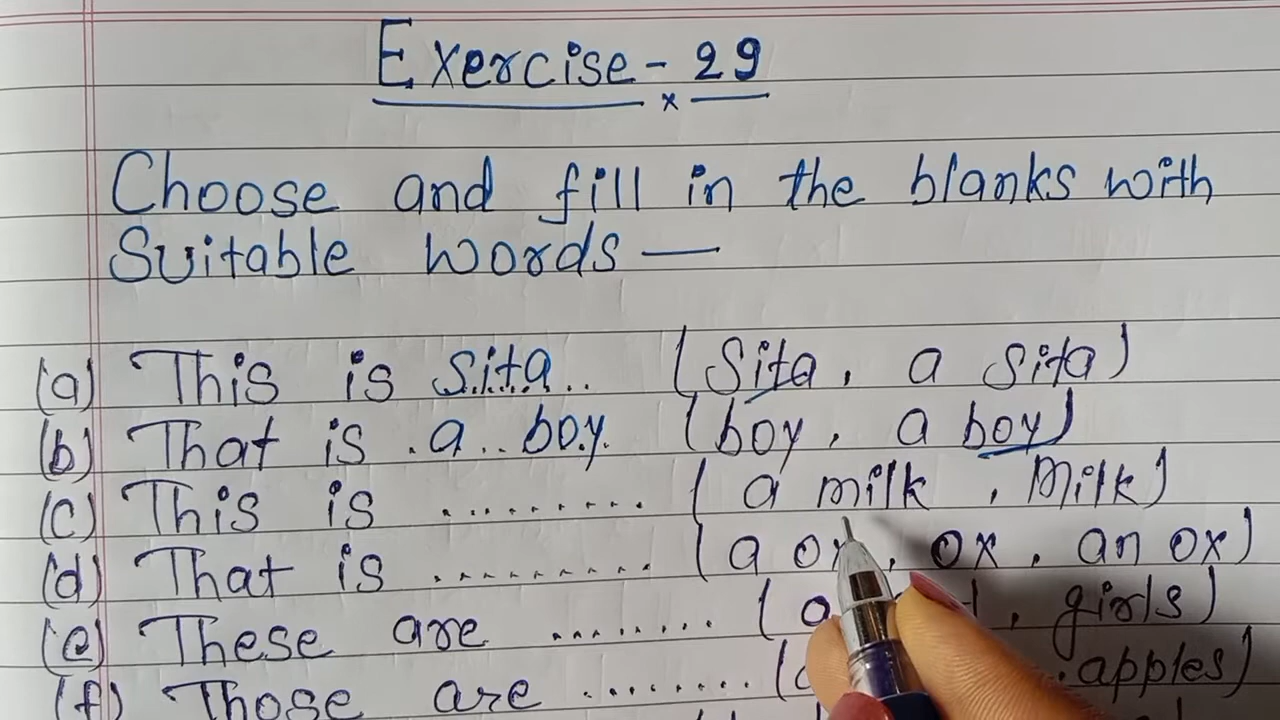 Exercise - 29
Choose and fill in the blanks with
Suitable words —
(a) This is Sita.. (Sita, a Sita)
(b) That is .a.. boy. (boy, a boy)
(c) This is ......... (a milk, Milk)
(d) That is .......... (a ox, ox, an ox)
(e) These are ........ (a , girls)
(f) Those are ........ ( apples)